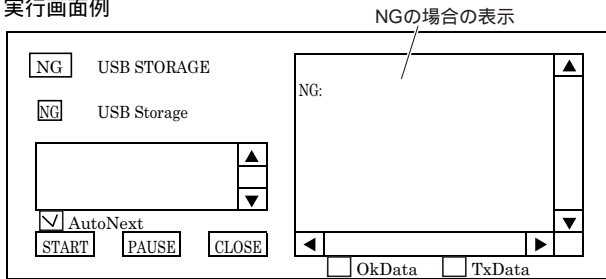 実行画面例
NGの場合の表示
NG USB STORAGE
NG USB Storage
NG:
AutoNext
START PAUSE CLOSE
OkData TxData